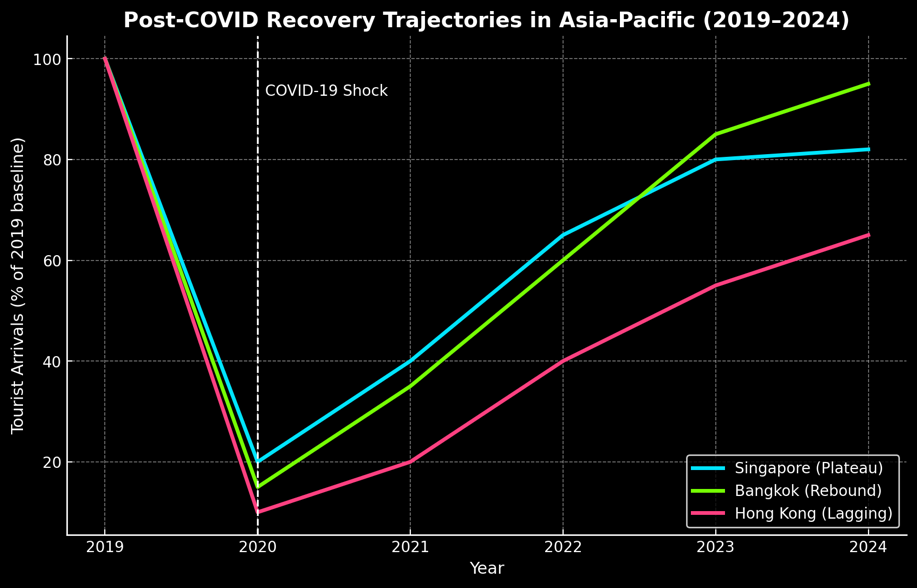 Post-COVID Recovery Trajectories in Asia-Pacific (2019–2024)
Tourist Arrivals (% of 2019 baseline)
100
80
60
40
20
COVID-19 Shock
Singapore (Plateau)
Bangkok (Rebound)
Hong Kong (Lagging)
2019 2020 2021 2022 2023 2024
Year